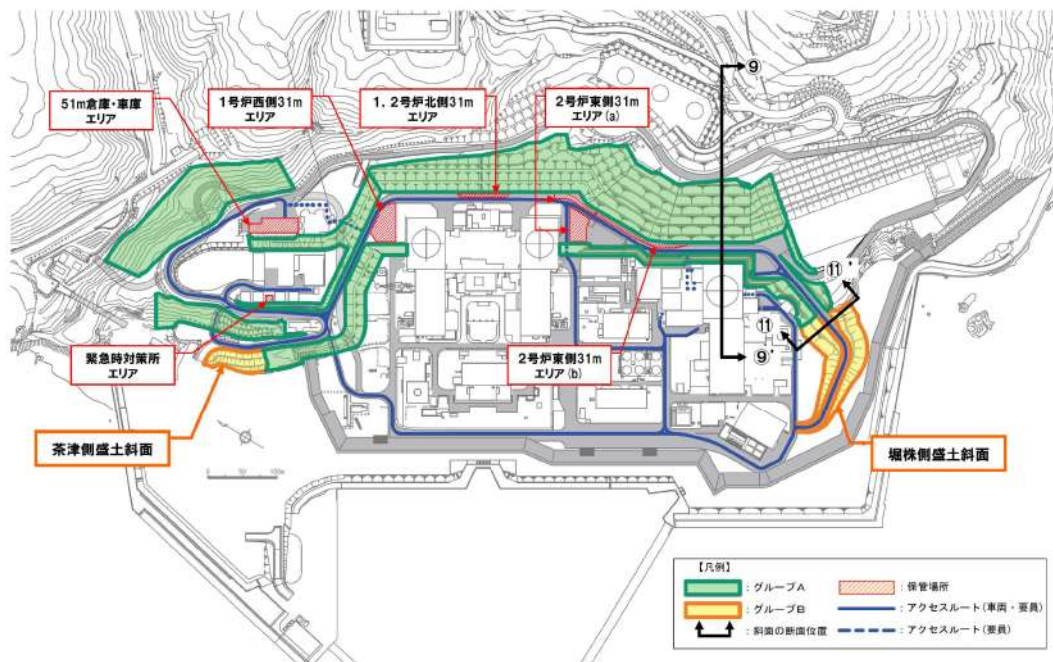 ⑨
51m倉庫・車庫
エリア
1号炉西側31m
エリア
1,2号炉北側31m
エリア
2号炉東側31m
エリア(a)
⑪'
⑪
⑨'
緊急時対策所
エリア
2号炉東側31m
エリア(b)
茶津側盛土斜面
堀株側盛土斜面
0 50 100m
【凡例】
:グループA
:保管場所
:グループB
:アクセスルート(車両・要員)
:斜面の断面位置
:アクセスルート(要員)